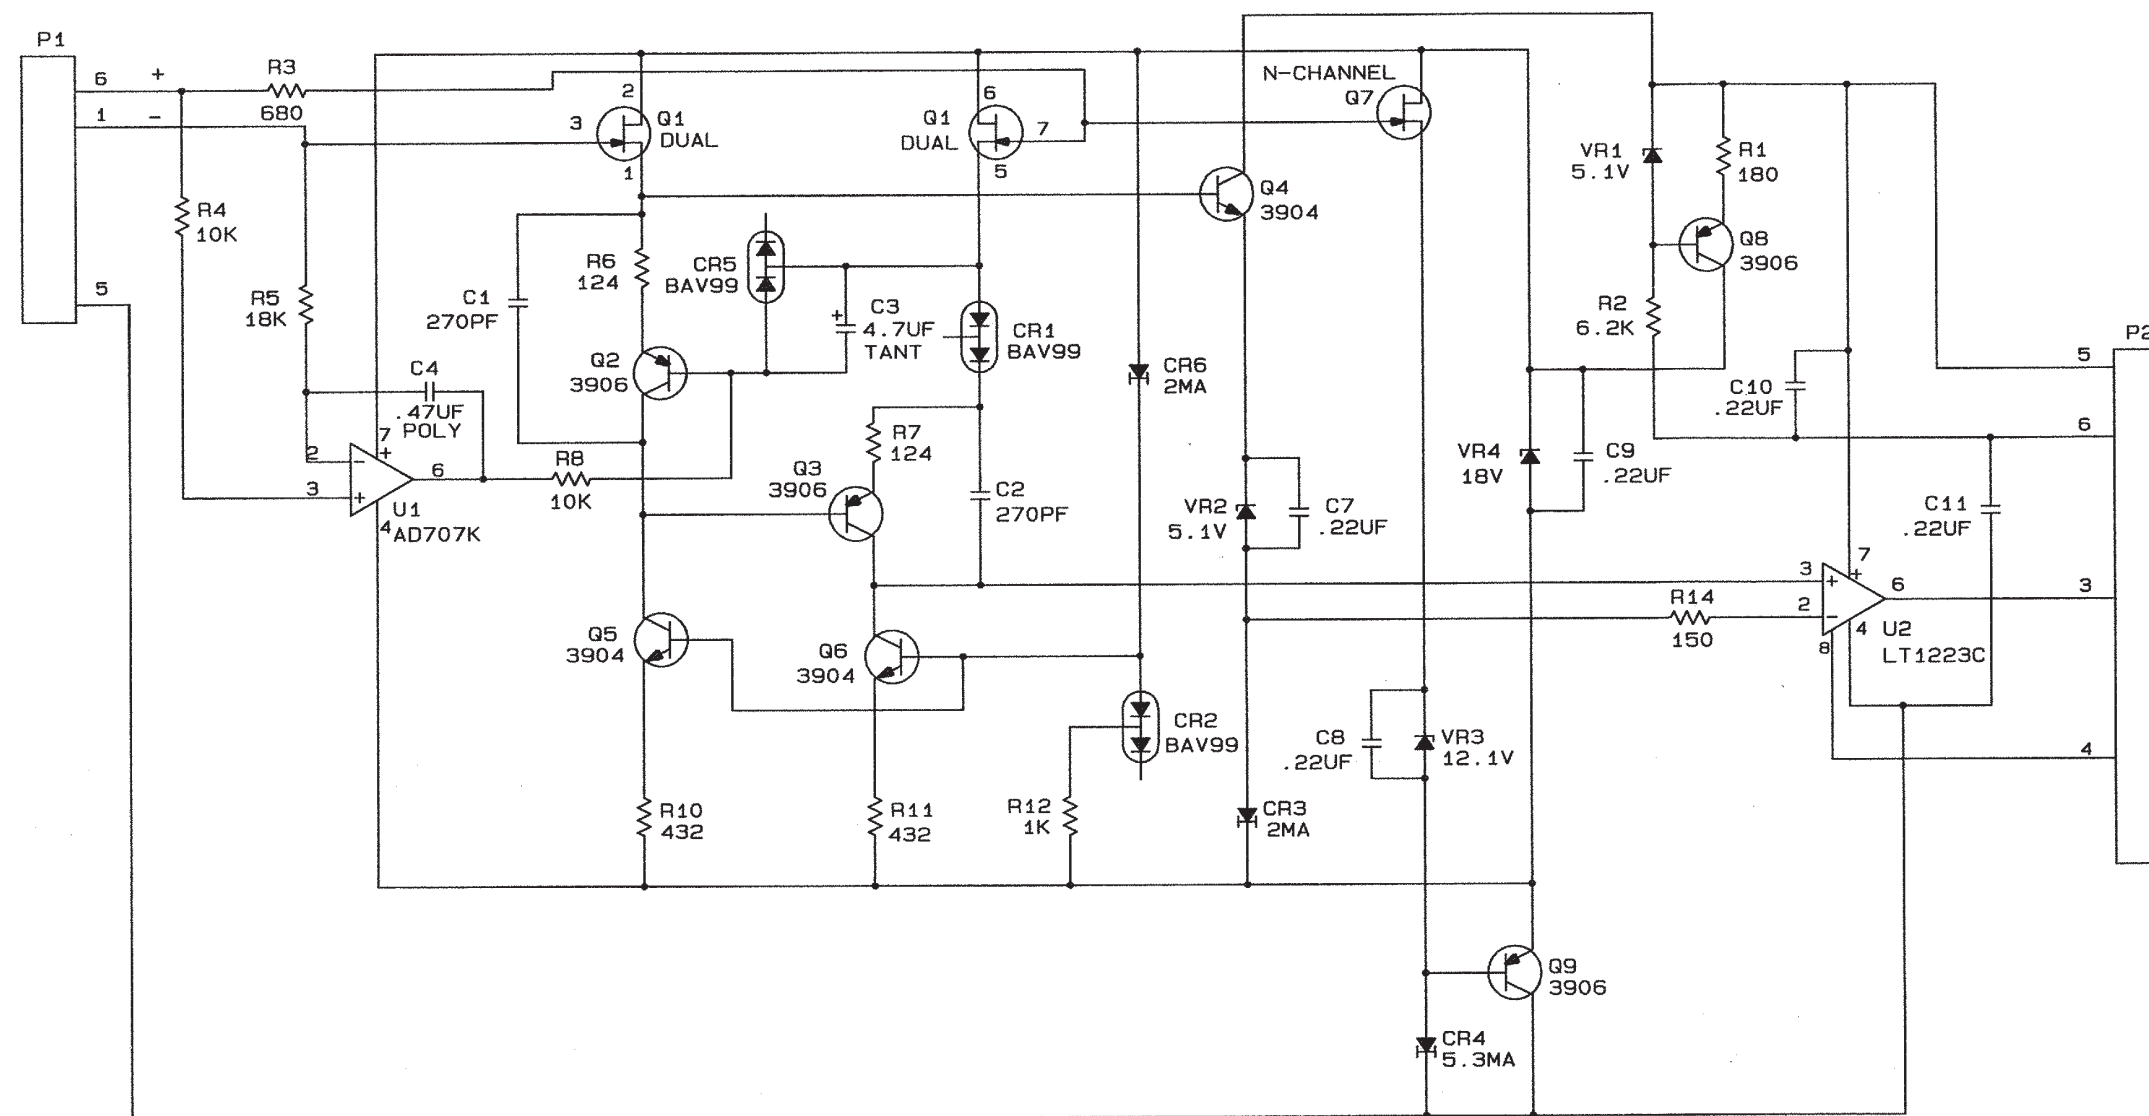 P1
6 +
1 -
5
R3
680
R4
10K
R5
18K
C4
.47UF
POLY
2 -
3 +
7
+
6
4
U1
AD707K
R8
10K
2
3
1
Q1
DUAL
C1
270PF
R6
124
Q2
3906
CR5
BAV99
+
C3
4.7UF
TANT
6
7
5
Q1
DUAL
CR1
BAV99
R7
124
Q3
3906
C2
270PF
Q5
3904
Q6
3904
R10
432
R11
432
R12
1K
CR2
BAV99
CR6
2MA
Q4
3904
N-CHANNEL
Q7
VR2
5.1V
C7
.22UF
CR3
2MA
C8
.22UF
VR3
12.1V
CR4
5.3MA
Q9
3906
VR4
18V
C9
.22UF
VR1
5.1V
R1
180
Q8
3906
R2
6.2K
C10
.22UF
C11
.22UF
R14
150
3 +
2 -
7
+
6
4
8
U2
LT1223C
P2
5
6
3
4